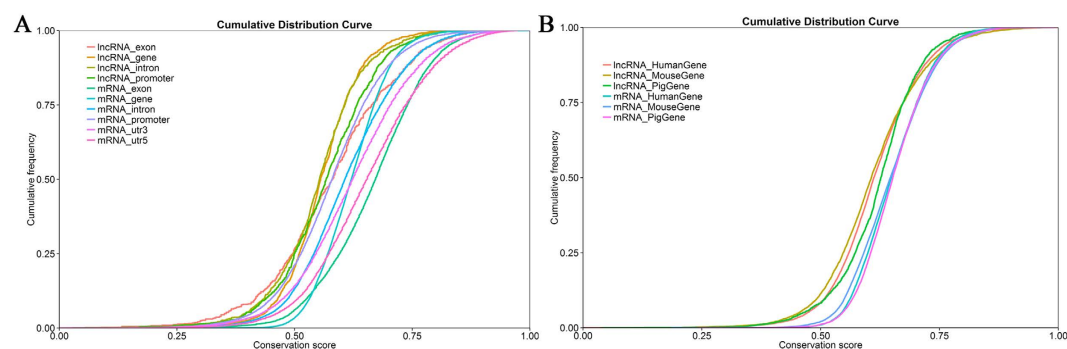 A
Cumulative Distribution Curve
Cumulative frequency
1.00
0.75
0.50
0.25
0.00
lncRNA_exon
lncRNA_gene
lncRNA_intron
lncRNA_promoter
mRNA_exon
mRNA_gene
mRNA_intron
mRNA_promoter
mRNA_utr3
mRNA_utr5
0.00 0.25 0.50 0.75 1.00
Conservation score
B
Cumulative Distribution Curve
Cumulative frequency
1.00
0.75
0.50
0.25
0.00
lncRNA_HumanGene
lncRNA_MouseGene
lncRNA_PigGene
mRNA_HumanGene
mRNA_MouseGene
mRNA_PigGene
0.00 0.25 0.50 0.75 1.00
Conservation score